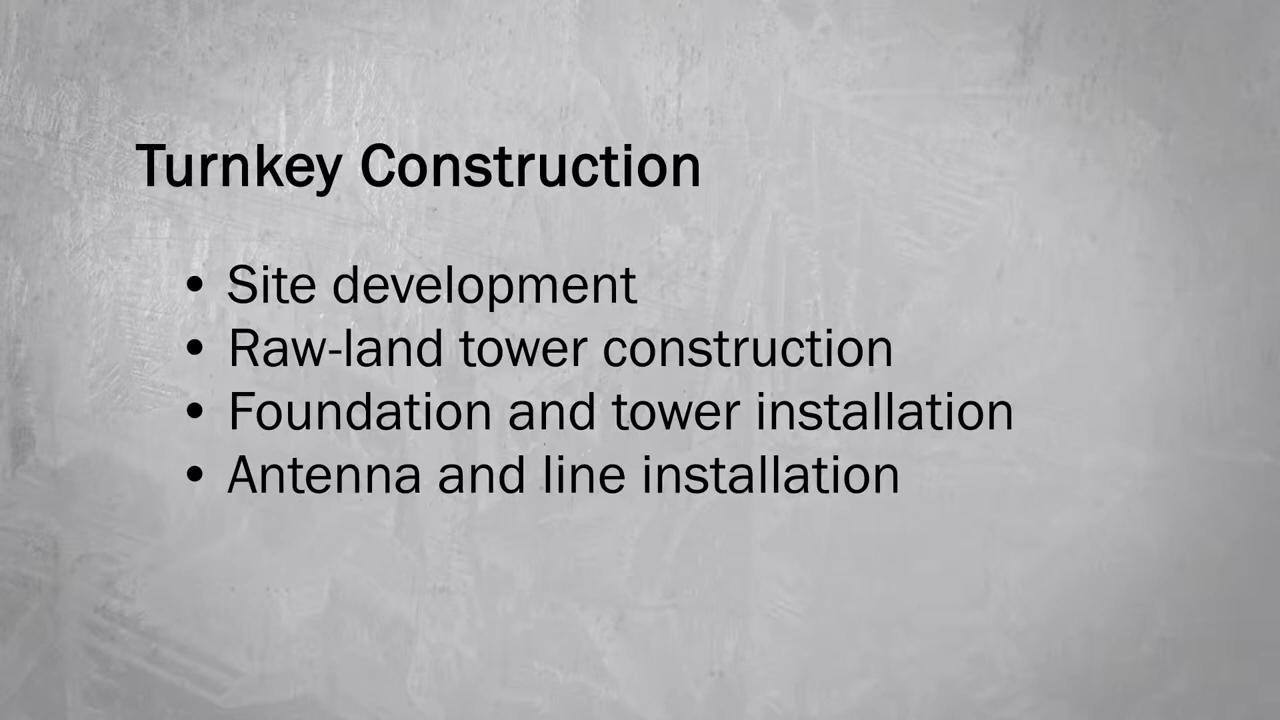 Turnkey Construction
• Site development
• Raw-land tower construction
• Foundation and tower installation
• Antenna and line installation